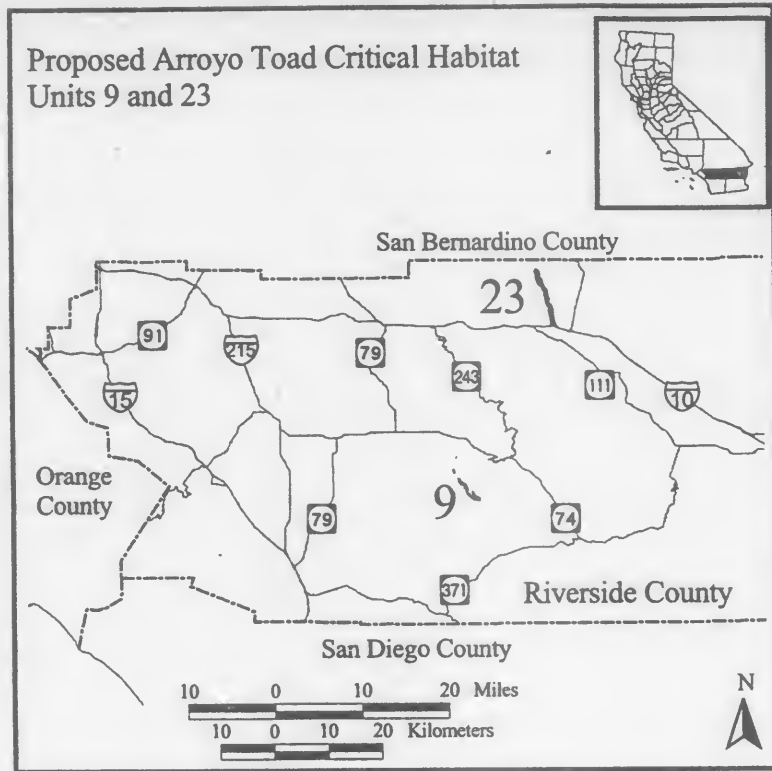 Proposed Arroyo Toad Critical Habitat
Units 9 and 23
San Bernardino County
23
91
215
79
243
111
15
10
Orange
County
9
79
74
371
Riverside County
San Diego County
10 0 10 20 Miles
10 0 10 20 Kilometers
N